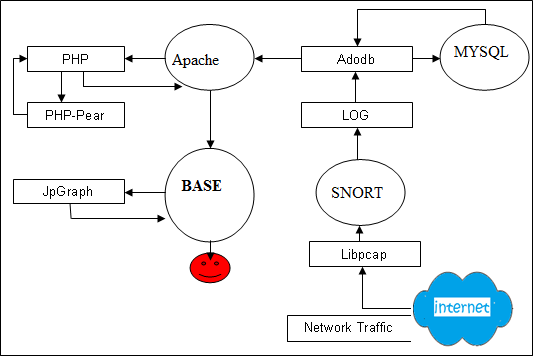 PHP
Apache
Adodb
MYSQL
PHP-Pear
LOG
JpGraph
BASE
SNORT
Libpcap
internet
Network Traffic